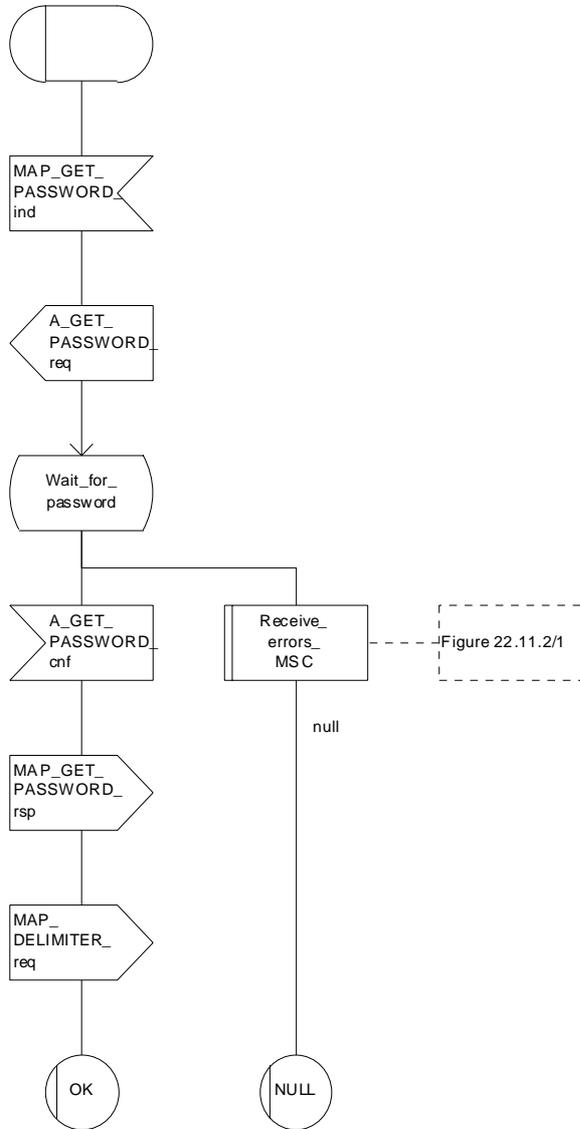 MAP_GET_
PASSWORD_
ind
A_GET_
PASSWORD_
req
Wait_for_
password
A_GET_
PASSWORD_
cnf
Receive_
errors_
MSC
Figure 22.11.2/1
null
MAP_GET_
PASSWORD_
rsp
MAP_
DELIMITER_
req
OK
NULL